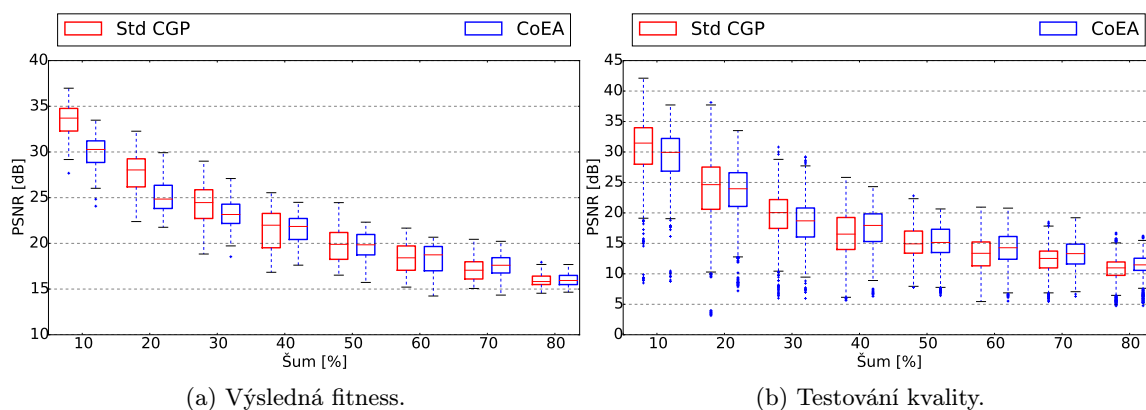 Std CGP CoEA
40
35
30
25
20
15
10
PSNR [dB]
10 20 30 40 50 60 70 80
Šum [%]
(a) Výsledná fitness.
Std CGP CoEA
45
40
35
30
25
20
15
10
5
0
PSNR [dB]
10 20 30 40 50 60 70 80
Šum [%]
(b) Testování kvality.